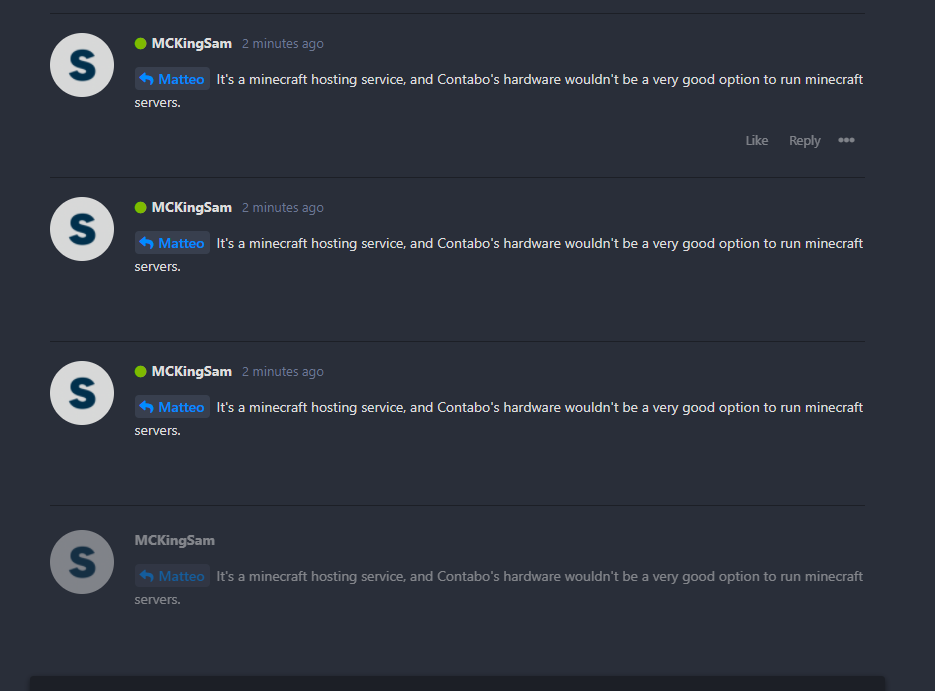 S
MCKingSam 2 minutes ago
Matteo It's a minecraft hosting service, and Contabo's hardware wouldn't be a very good option to run minecraft
servers.
Like Reply •••
S
MCKingSam 2 minutes ago
Matteo It's a minecraft hosting service, and Contabo's hardware wouldn't be a very good option to run minecraft
servers.
S
MCKingSam 2 minutes ago
Matteo It's a minecraft hosting service, and Contabo's hardware wouldn't be a very good option to run minecraft
servers.
S
MCKingSam
Matteo It's a minecraft hosting service, and Contabo's hardware wouldn't be a very good option to run minecraft
servers.